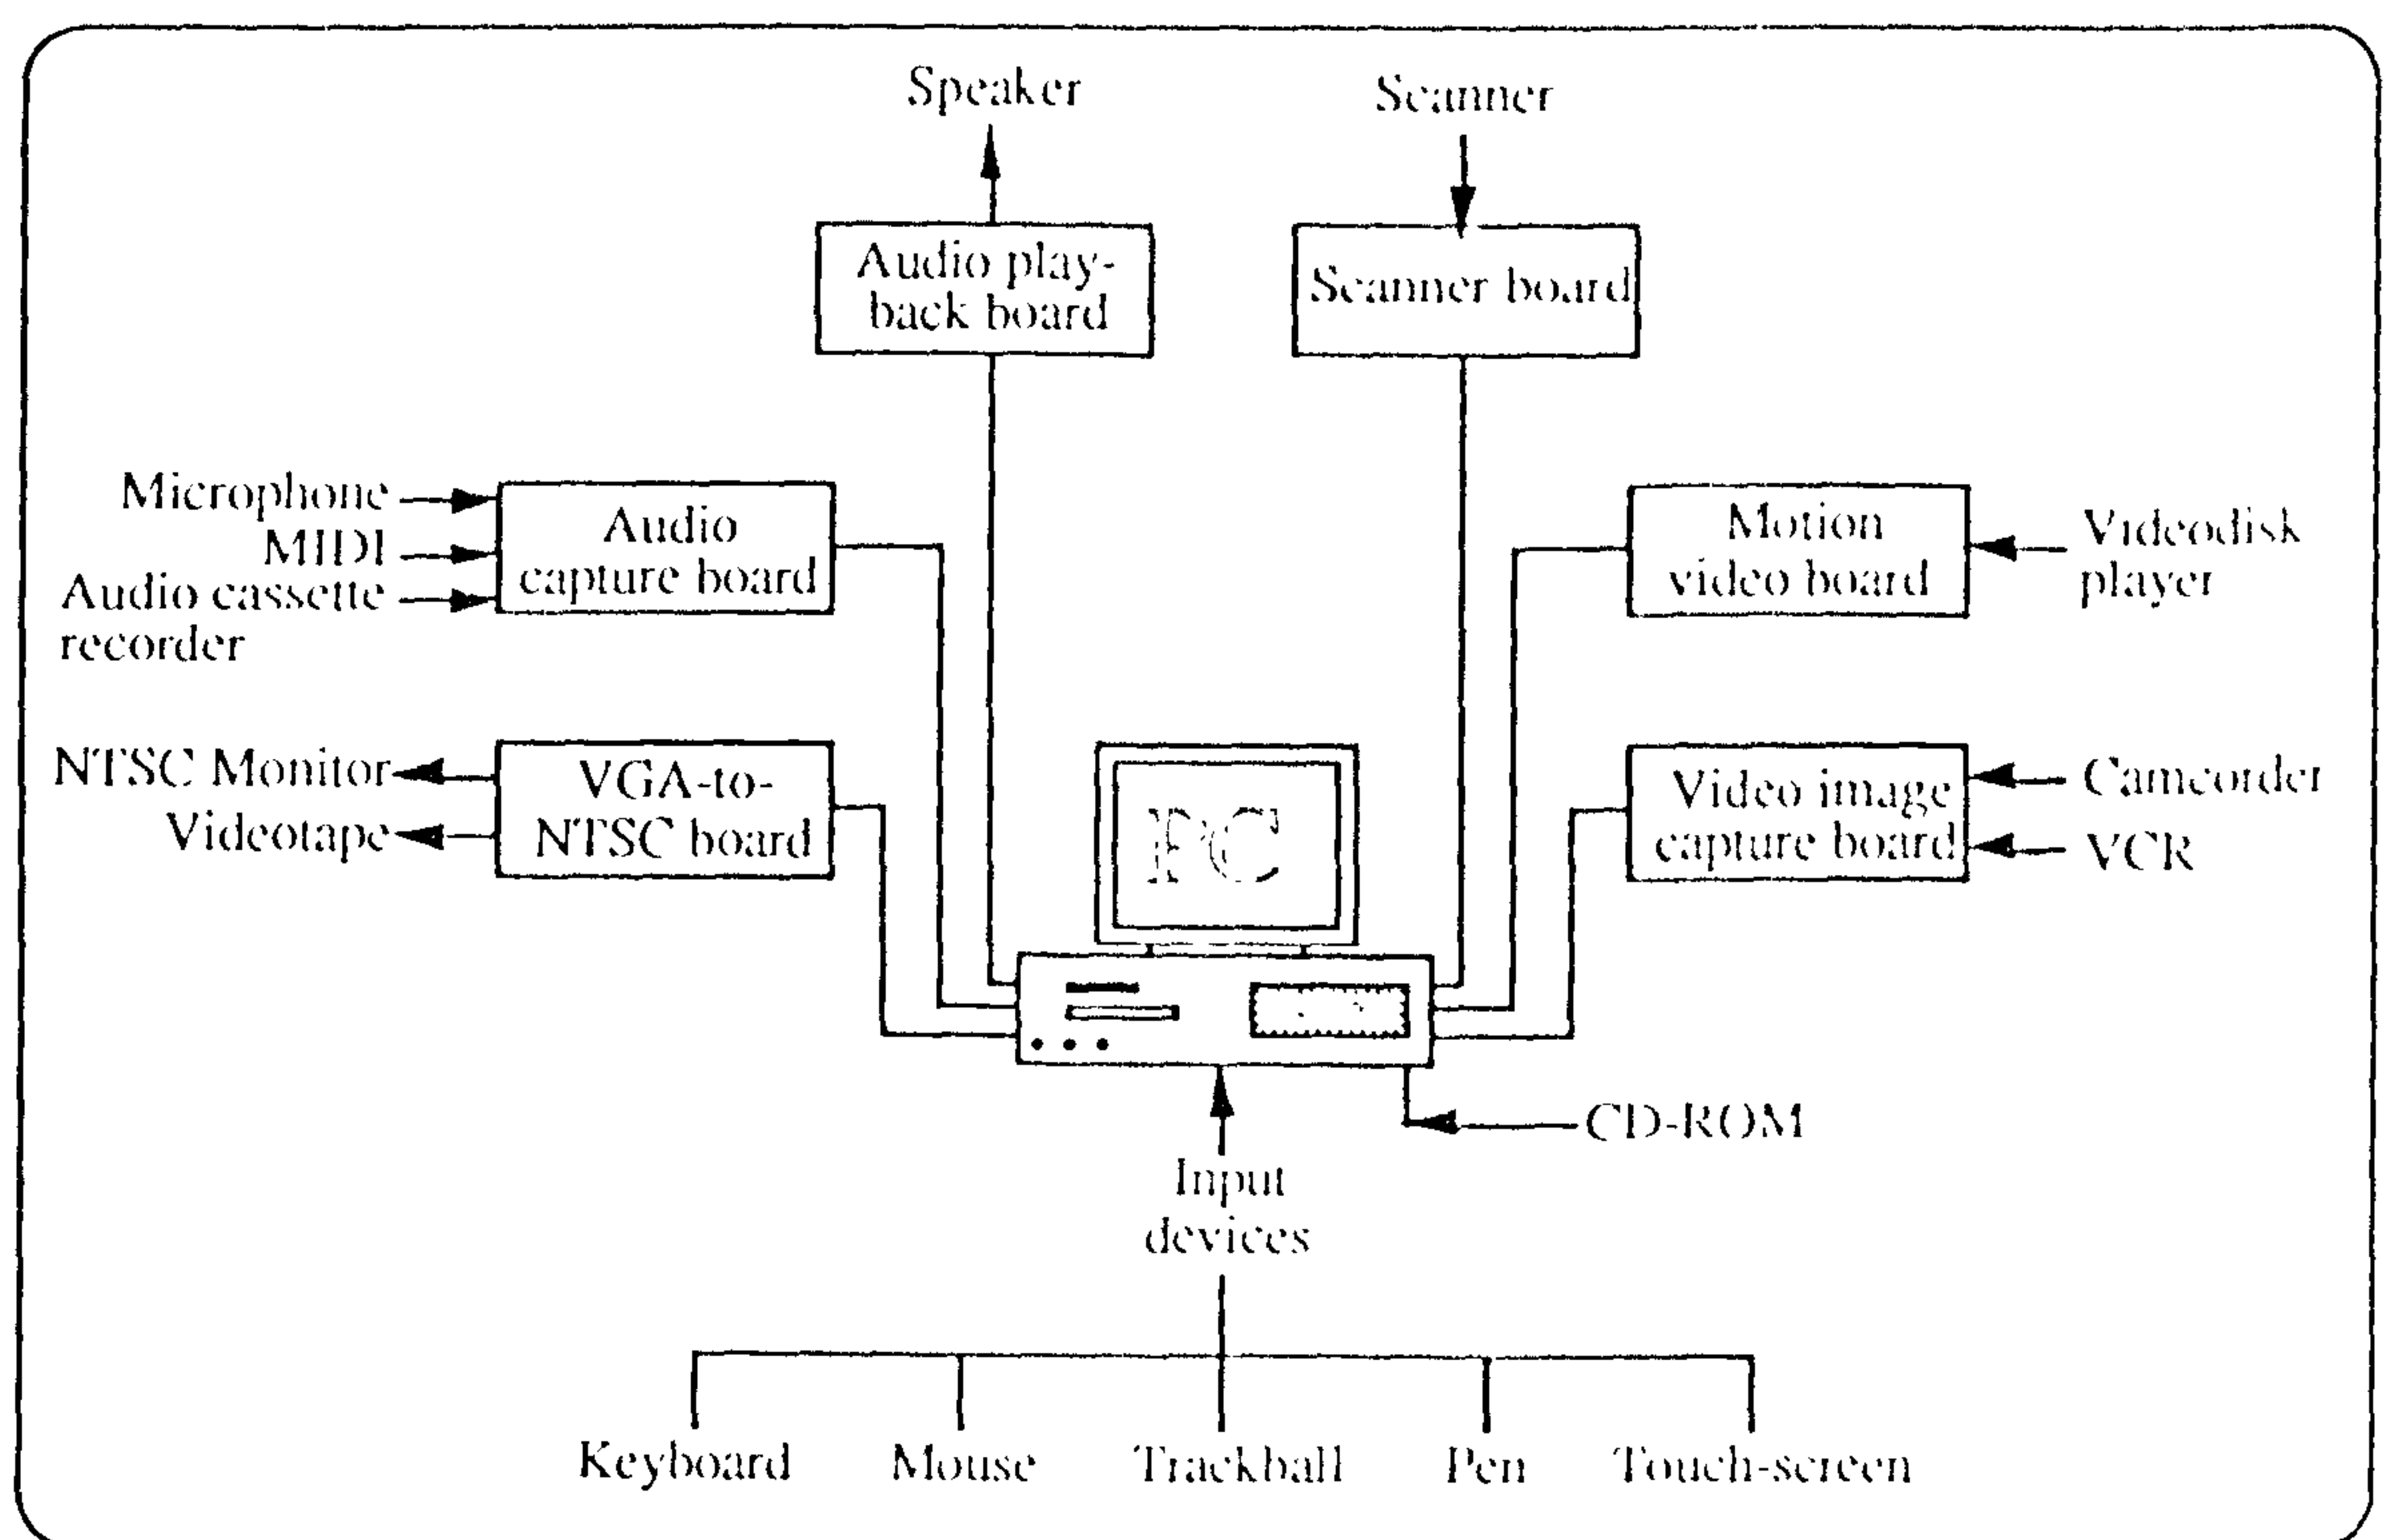 Speaker
Scanner
Audio play-
back board
Scanner board
Microphone
MIDI
Audio cassette
recorder
Audio
capture board
Motion
video board
Videodisk
player
NTSC Monitor
Videotape
VGA-to-
NTSC board
PC
Video image
capture board
Camcorder
VCR
CD-ROM
Input
devices
Keyboard
Mouse
Trackball
Pen
Touch-screen